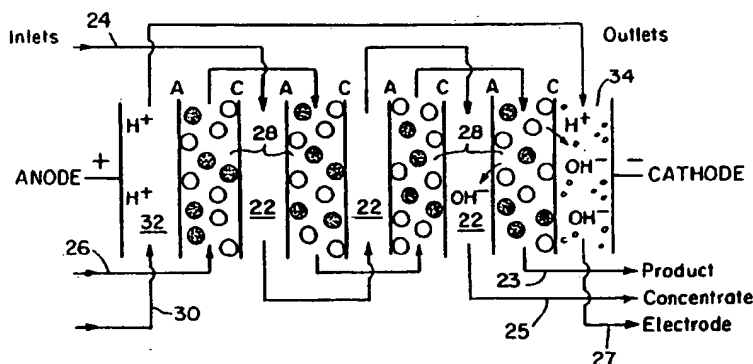 24
Inlets
Outlets
34
A C A C A C A C
H+
28
28
H+
+
ANODE
OH−
−
CATHODE
H+
22
22
OH−
22
OH−
32
26
23
Product
30
25
Concentrate
Electrode
27